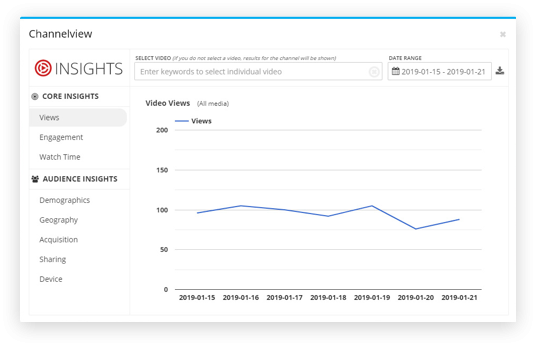 Channelview
INSIGHTS
SELECT VIDEO (if you do not select a video, results for the channel will be shown)
Enter keywords to select individual video
DATE RANGE
2019-01-15 - 2019-01-21
CORE INSIGHTS
Views
Engagement
Watch Time
AUDIENCE INSIGHTS
Demographics
Geography
Acquisition
Sharing
Device
Video Views (All media)
Views
200
150
100
50
0
2019-01-15 2019-01-16 2019-01-17 2019-01-18 2019-01-19 2019-01-20 2019-01-21